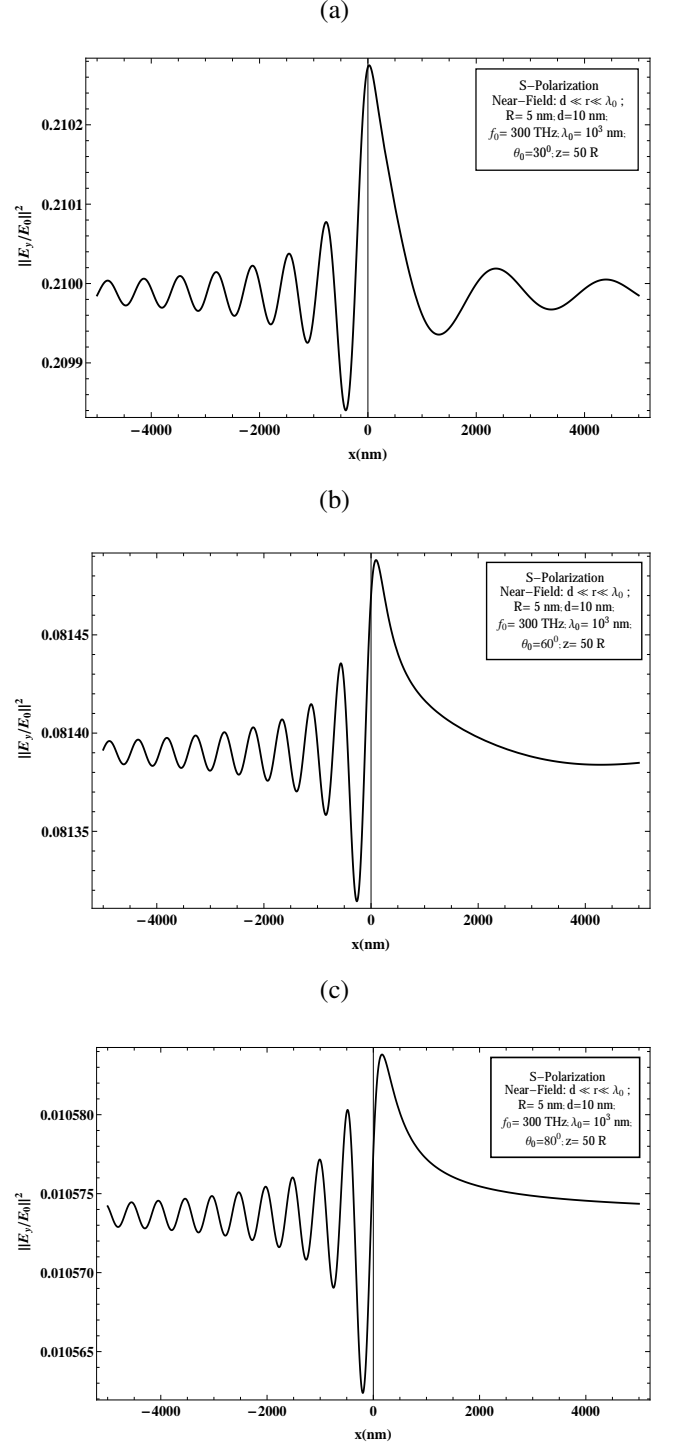 (a)
S−Polarization
Near−Field: d ≪ r≪ λ₀ ;
R= 5 nm; d=10 nm;
f₀= 300 THz; λ₀= 10³ nm;
θ₀=30⁰; z= 50 R
||E_y/E₀||²
0.2102
0.2101
0.2100
0.2099
−4000 −2000 0 2000 4000
x(nm)
(b)
S−Polarization
Near−Field: d ≪ r≪ λ₀ ;
R= 5 nm; d=10 nm;
f₀= 300 THz; λ₀= 10³ nm;
θ₀=60⁰; z= 50 R
||E_y/E₀||²
0.08145
0.08140
0.08135
−4000 −2000 0 2000 4000
x(nm)
(c)
S−Polarization
Near−Field: d ≪ r≪ λ₀ ;
R= 5 nm; d=10 nm;
f₀= 300 THz; λ₀= 10³ nm;
θ₀=80⁰; z= 50 R
||E_y/E₀||²
0.010580
0.010575
0.010570
0.010565
−4000 −2000 0 2000 4000
x(nm)